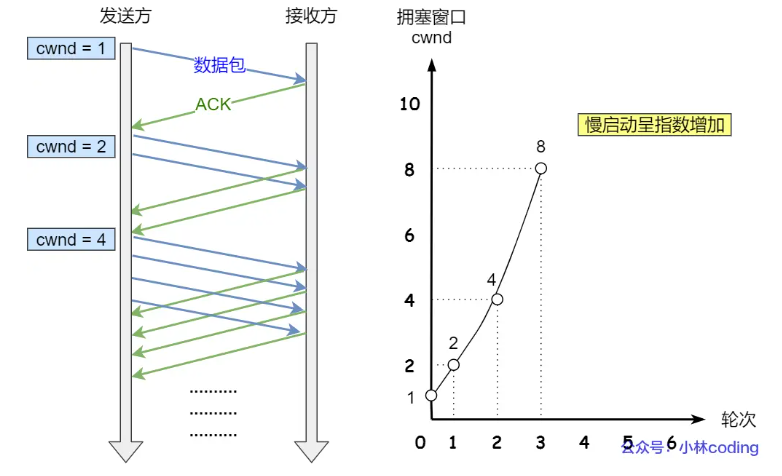 发送方
接收方
cwnd = 1
数据包
ACK
cwnd = 2
cwnd = 4
..........
..........
..........
拥塞窗口
cwnd
慢启动呈指数增加
10
8
6
4
2
1
2
4
8
0 1 2 3 4 5 6
轮次
公众号：小林coding